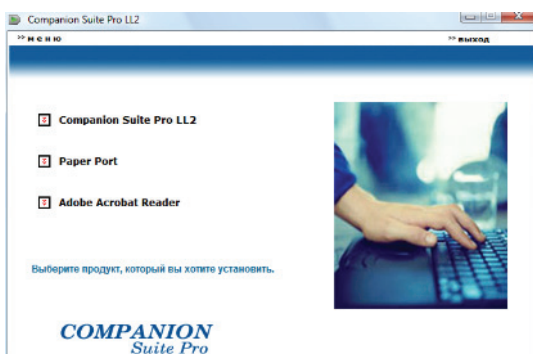 Companion Suite Pro LL2
>> меню
>> выход
Companion Suite Pro LL2
Paper Port
Adobe Acrobat Reader
Выберите продукт, который вы хотите установить.
COMPANION
Suite Pro